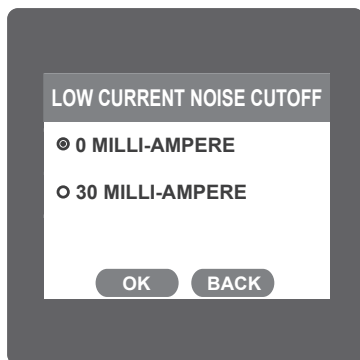 LOW CURRENT NOISE CUTOFF
0 MILLI-AMPERE
30 MILLI-AMPERE
OK BACK